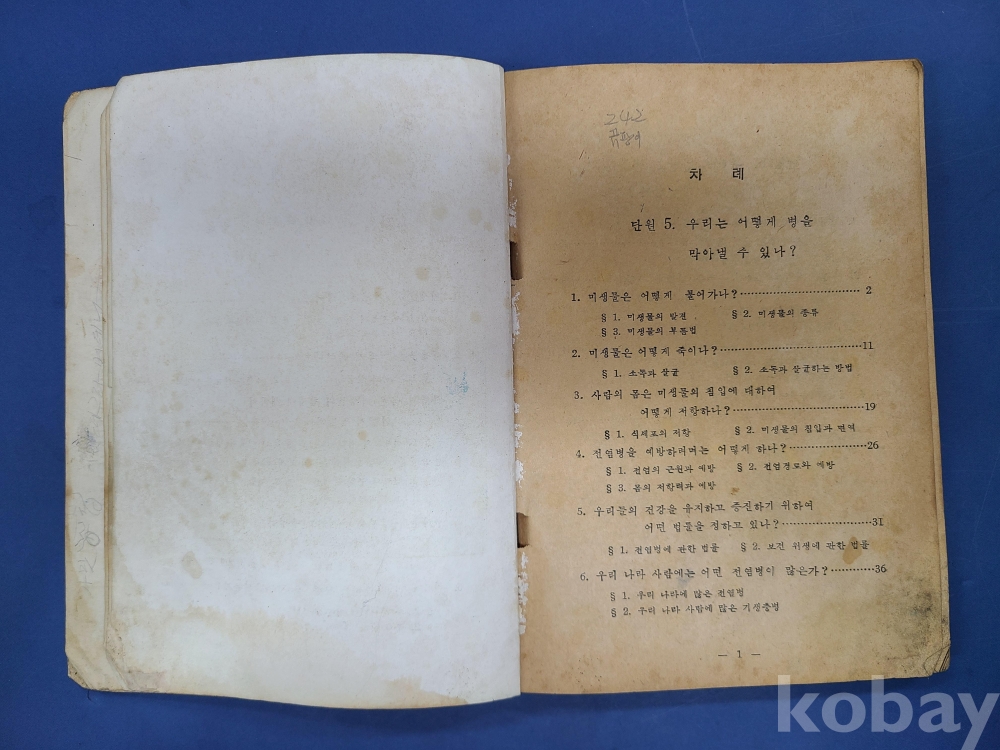 242
차 례
단원 5. 우리는 어떻게 병을
막아낼 수 있나?
1. 미생물은 어떻게 불어가나? 2
§ 1. 미생물의 발견 § 2. 미생물의 종류
§ 3. 미생물의 부품법
2. 미생물은 어떻게 죽이나? 11
§ 1. 소독과 살균 § 2. 소독과 살균하는 방법
3. 사람의 몸은 미생물의 침입에 대하여
어떻게 저항하나? 19
§ 1. 식세포의 저항 § 2. 미생물의 침입과 면역
4. 전염병을 예방하려며는 어떻게 하나? 26
§ 1. 전염의 근원과 예방 § 2. 전염경로와 예방
§ 3. 몸의 저항력과 예방
5. 우리들의 건강을 유지하고 증진하기 위하여
어떤 법률을 정하고 있나? 31
§ 1. 전염병에 관한 법률 § 2. 보건 위생에 관한 법률
6. 우리 나라 사람에는 어떤 전염병이 많은가? 36
§ 1. 우리 나라에 많은 전염병
§ 2. 우리 나라 사람에 많은 기생충병
— 1 —
kobay